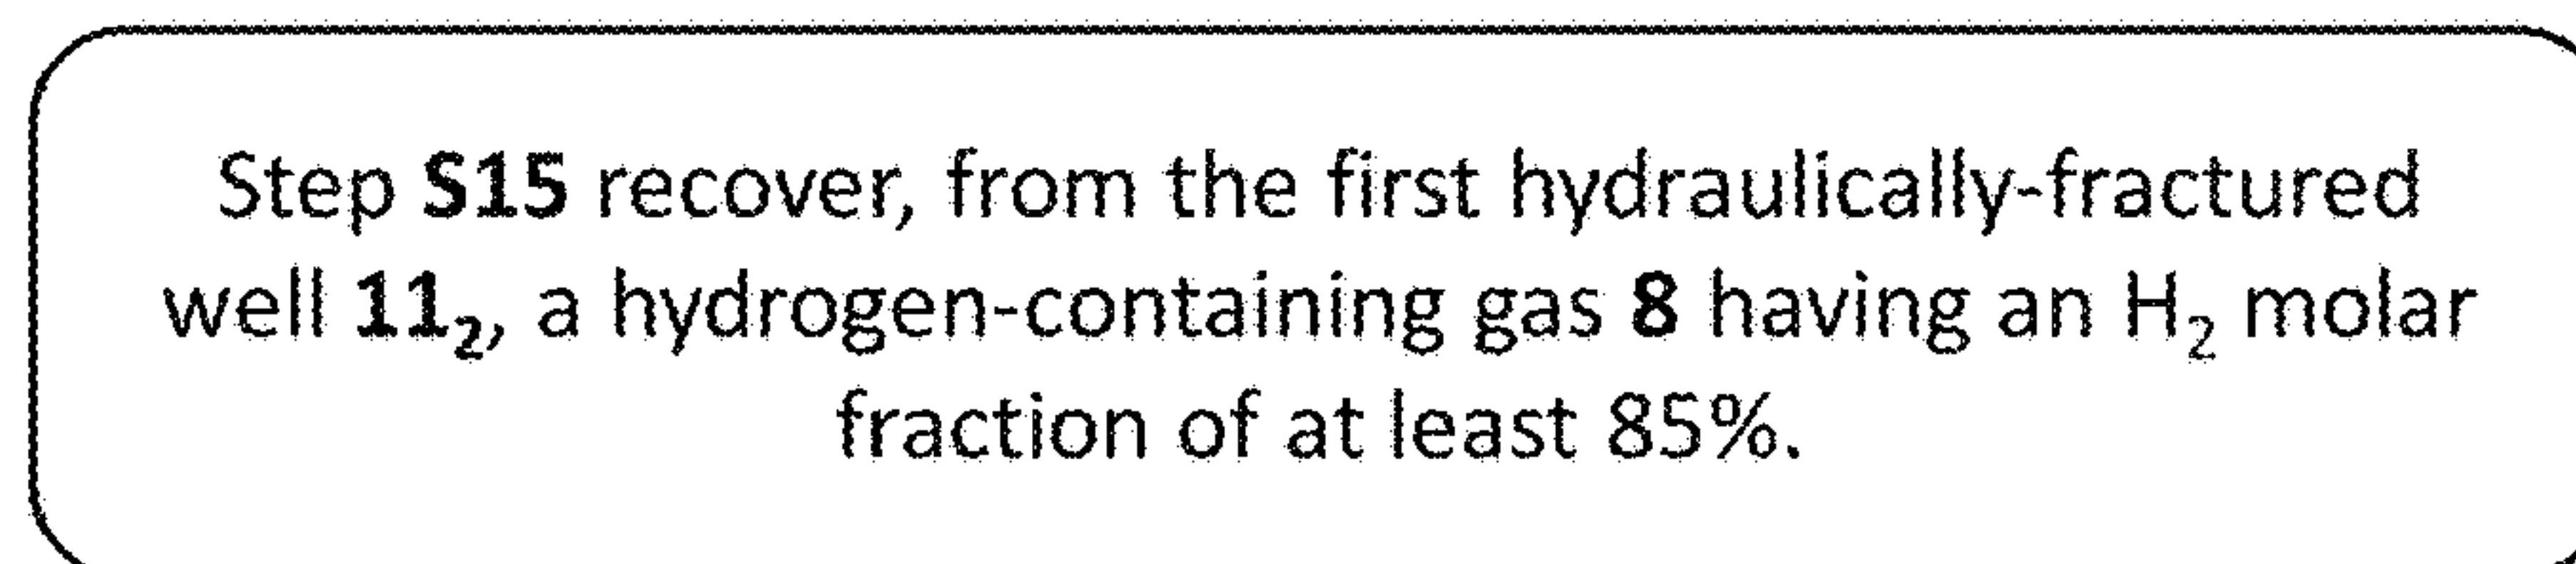 Step S15 recover, from the first hydraulically-fractured
well 11₂, a hydrogen-containing gas 8 having an H₂ molar
fraction of at least 85%.